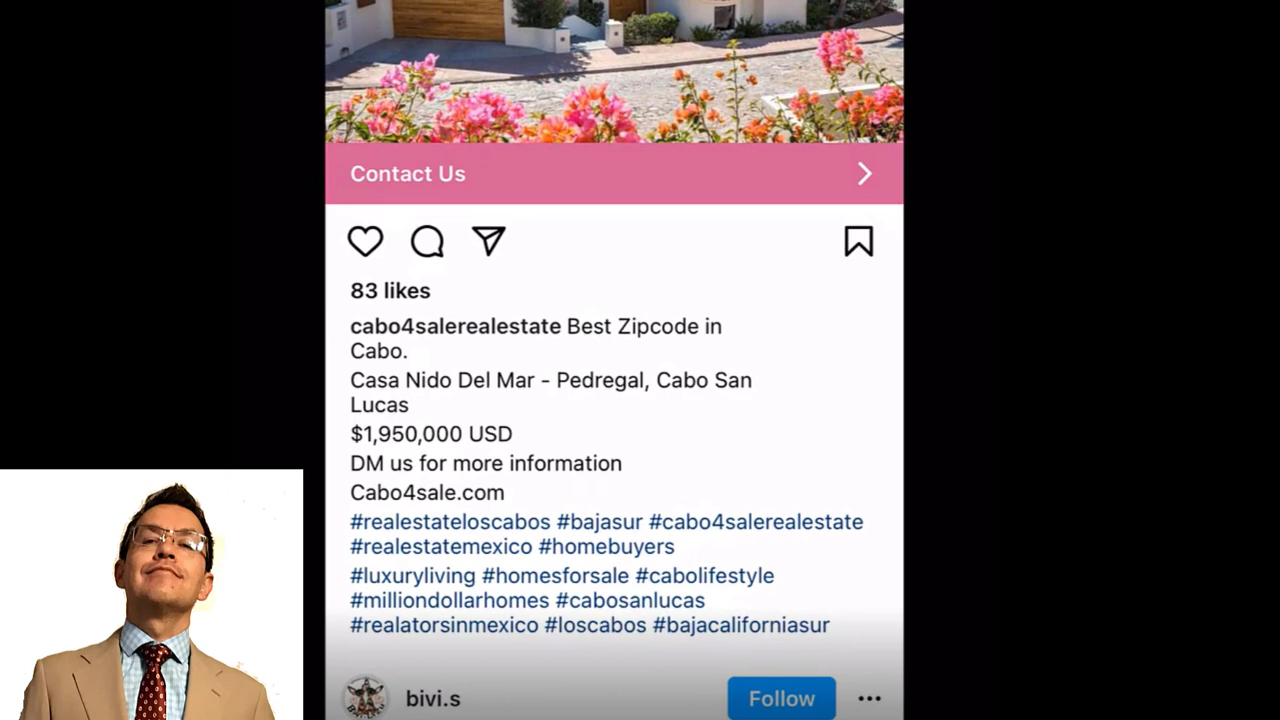 Contact Us
83 likes
cabo4salerealestate Best Zipcode in
Cabo.
Casa Nido Del Mar - Pedregal, Cabo San
Lucas
$1,950,000 USD
DM us for more information
Cabo4sale.com
#realestateloscabos #bajasur #cabo4salerealestate
#realestatemexico #homebuyers
#luxuryliving #homesforsale #cabolifestyle
#milliondollarhomes #cabosanlucas
#realatorsinmexico #loscabos #bajacaliforniasur
bivi.s Follow